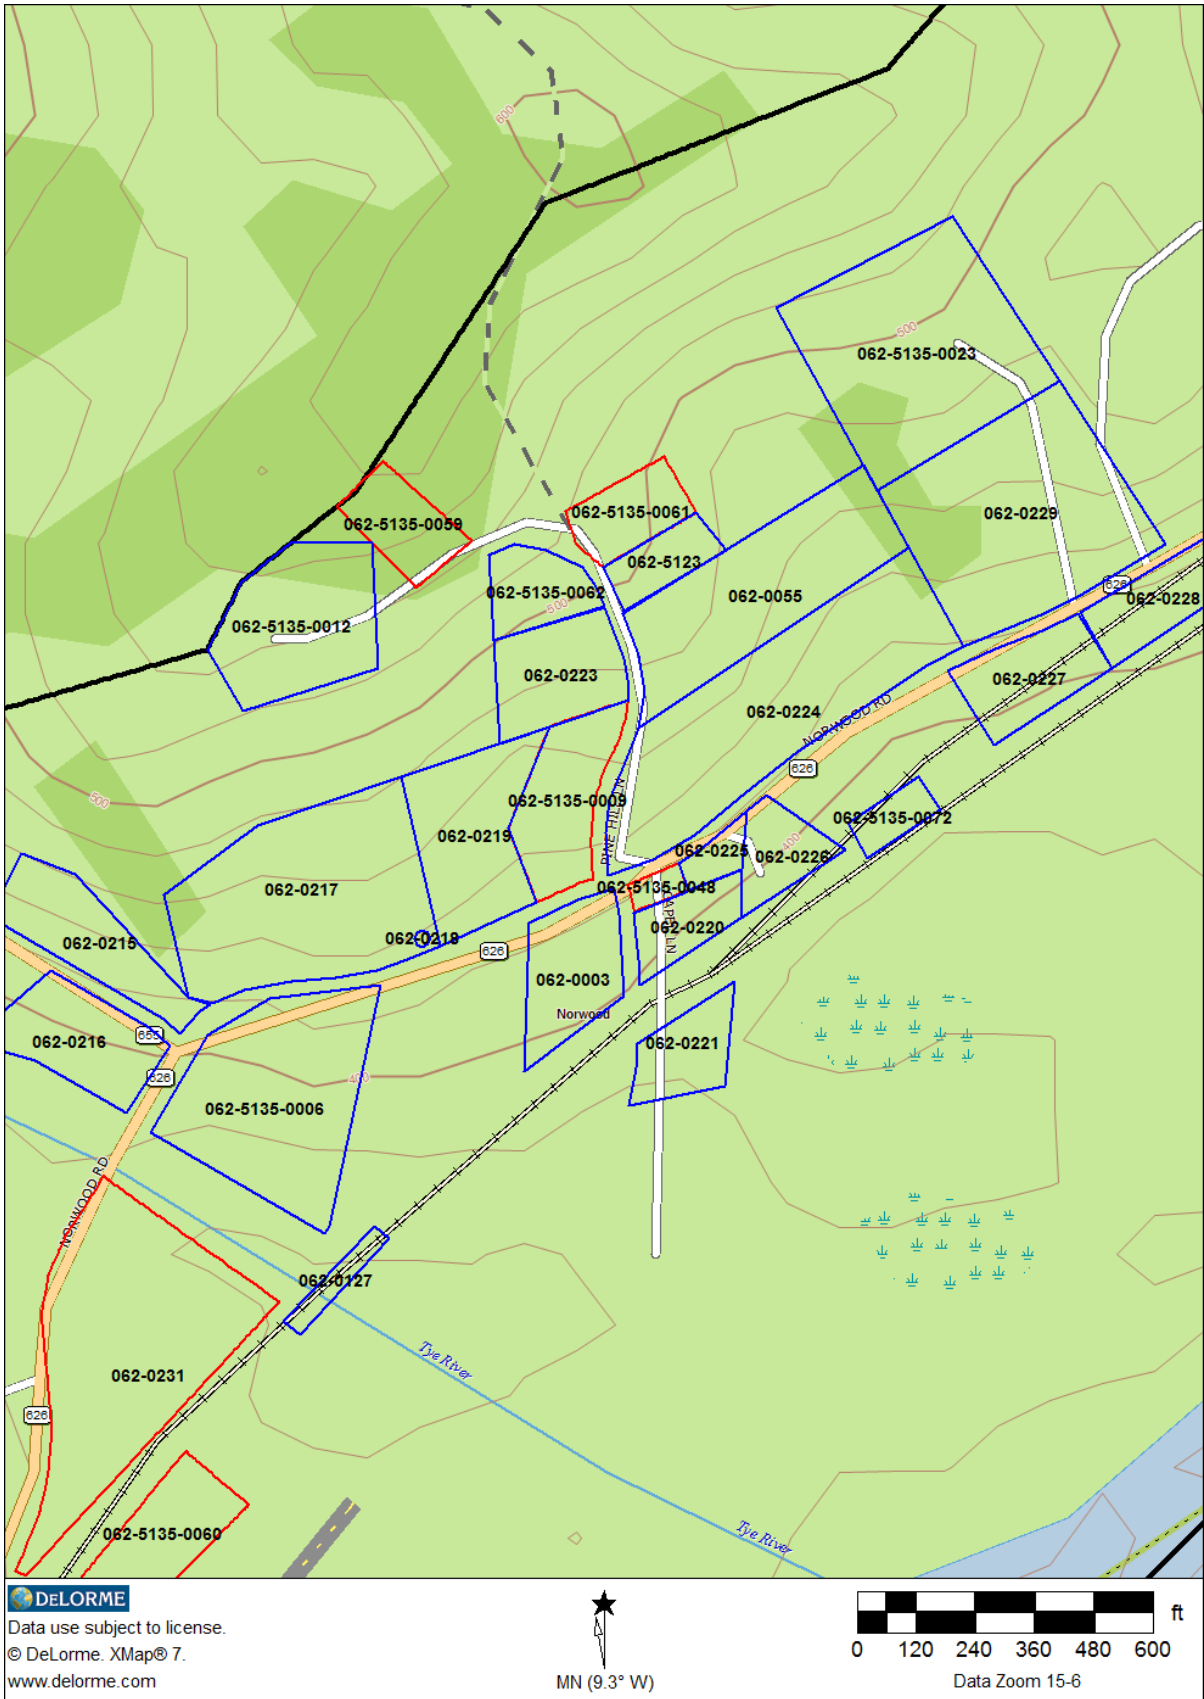 600
500
062-5135-0023
062-5135-0059
062-5135-0061
062-0229
062-5123
626
062-5135-0062
062-0055
062-0228
500
062-5135-0012
062-0223
062-0227
062-0224
NORWOOD RD
626
500
062-5135-0009
PINE HILL LN
062-5135-0072
062-0219
400
062-0225
062-0226
062-0217
062-5135-0048
062-0220
062-0218
062-0215
626
062-0003
Norwood
655
062-0216
062-0221
626
400
062-5135-0006
NORWOOD RD
062-0127
Tye River
062-0231
626
062-5135-0060
Tye River
DELORME
Data use subject to license.
© DeLorme. XMap® 7.
www.delorme.com
MN (9.3° W)
ft
0 120 240 360 480 600
Data Zoom 15-6